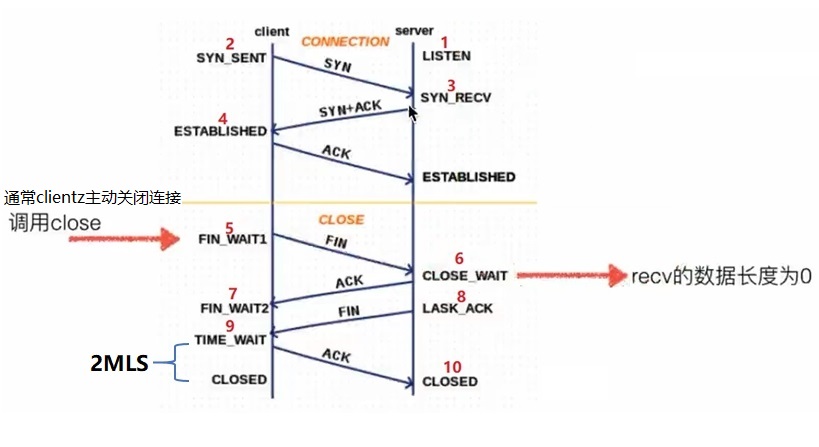 client
server
CONNECTION
2
1
SYN_SENT
LISTEN
SYN
3
SYN_RECV
SYN+ACK
4
ESTABLISHED
ACK
ESTABLISHED
通常clientz主动关闭连接
调用close
CLOSE
5
FIN_WAIT1
FIN
6
CLOSE_WAIT
recv的数据长度为0
ACK
7
FIN_WAIT2
8
LASK_ACK
FIN
9
TIME_WAIT
2MLS
ACK
10
CLOSED
CLOSED